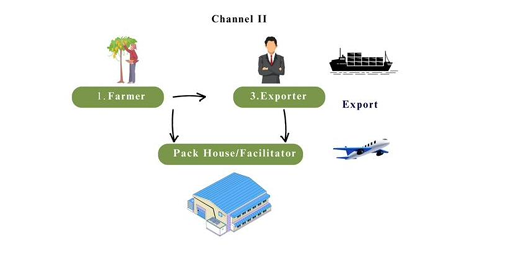 Channel II
1.Farmer
3.Exporter
Export
Pack House/Facilitator